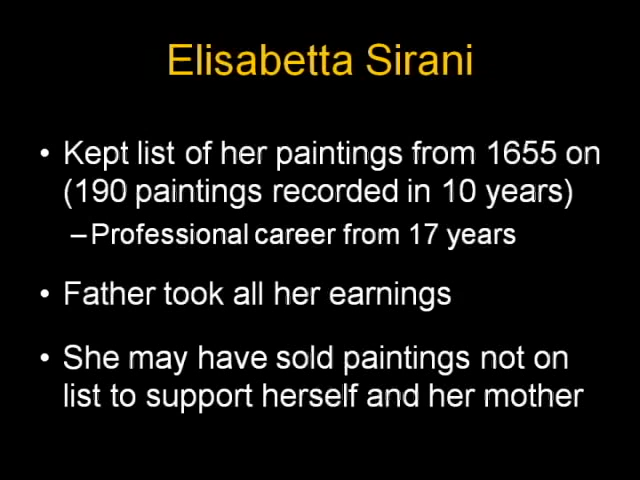 Elisabetta Sirani
• Kept list of her paintings from 1655 on
(190 paintings recorded in 10 years)
–Professional career from 17 years
• Father took all her earnings
• She may have sold paintings not on
list to support herself and her mother